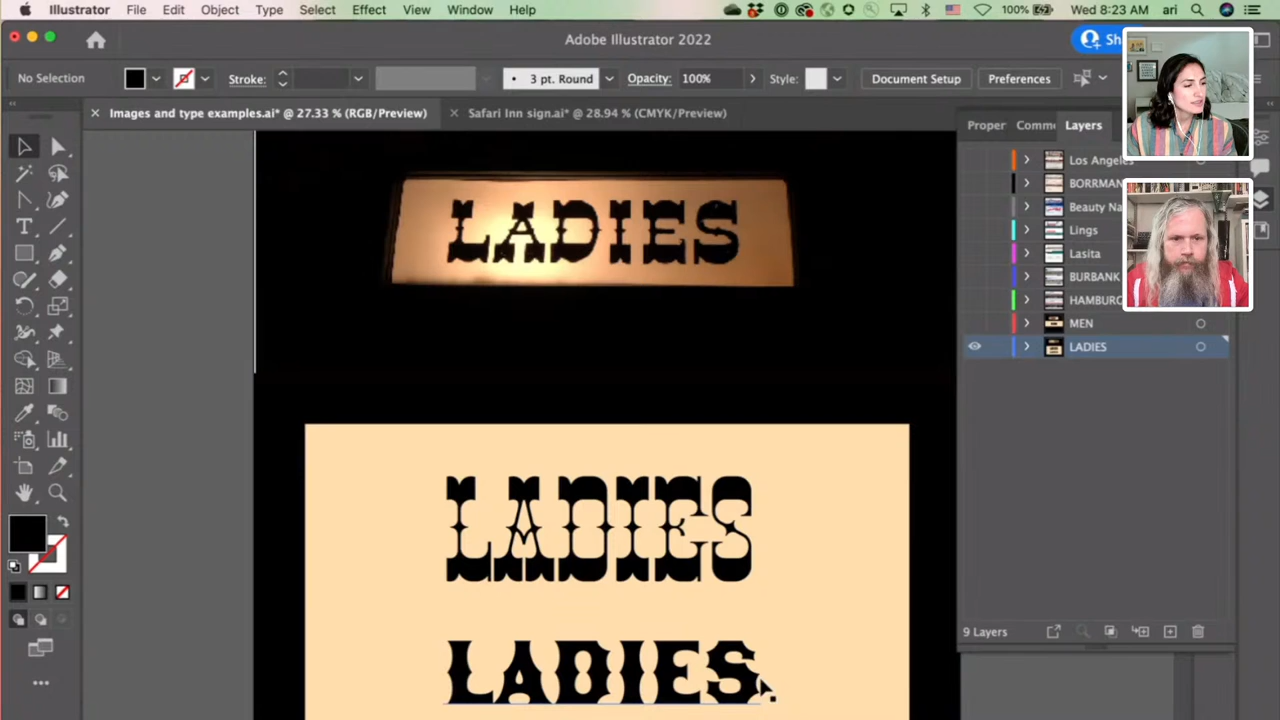 Illustrator File Edit Object Type Select Effect View Window Help 100% Wed 8:23 AM ari
Adobe Illustrator 2022
No Selection Stroke: 3 pt. Round Opacity: 100% Style: Document Setup Preferences
Images and type examples.ai* @ 27.33 % (RGB/Preview) Safari Inn sign.ai* @ 28.94 % (CMYK/Preview)
Proper Comme Layers
Los Angeles
BORRMAN
Beauty Na
Lings
Lasita
BURBANK
HAMBURG
MEN
LADIES
9 Layers
LADIES
LADIES
LADIES.